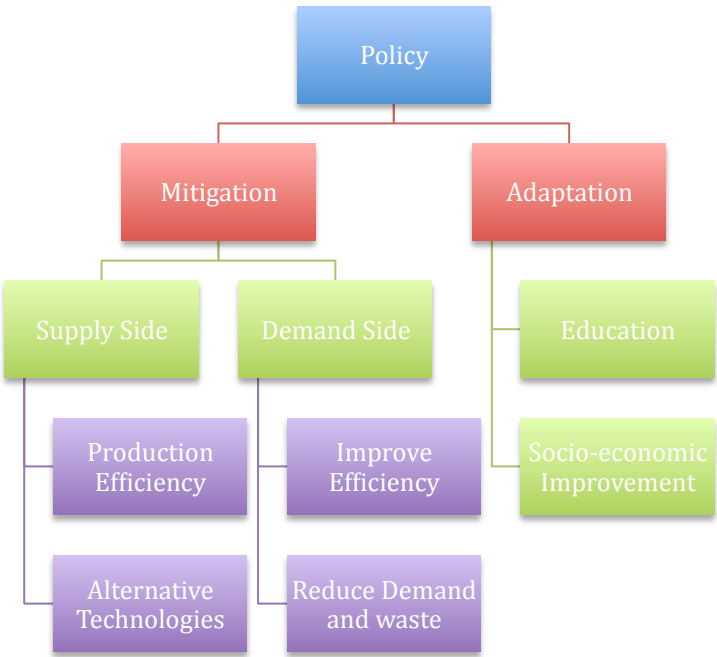 Policy
Mitigation
Adaptation
Supply Side
Demand Side
Education
Production
Efficiency
Improve
Efficiency
Socio-economic
Improvement
Alternative
Technologies
Reduce Demand
and waste